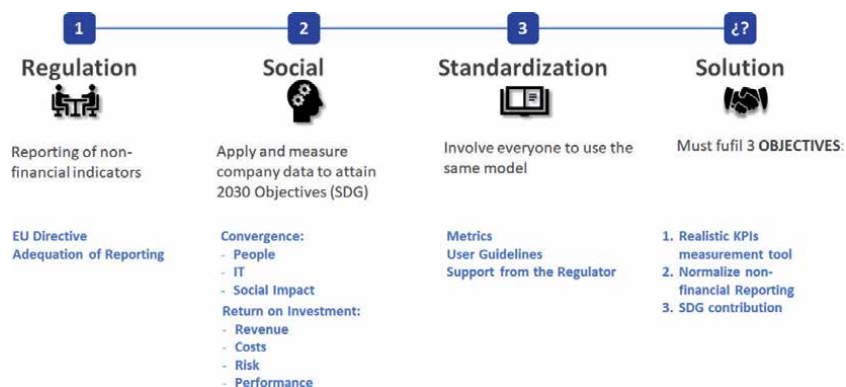 1
Regulation
Reporting of non-
financial indicators
EU Directive
Adequation of Reporting
2
Social
Apply and measure
company data to attain
2030 Objectives (SDG)
Convergence:
- People
- IT
- Social Impact
Return on Investment:
- Revenue
- Costs
- Risk
- Performance
3
Standardization
Involve everyone to use the
same model
Metrics
User Guidelines
Support from the Regulator
¿?
Solution
Must fufil 3 OBJECTIVES:
1. Realistic KPIs
measurement tool
2. Normalize non-
financial Reporting
3. SDG contribution